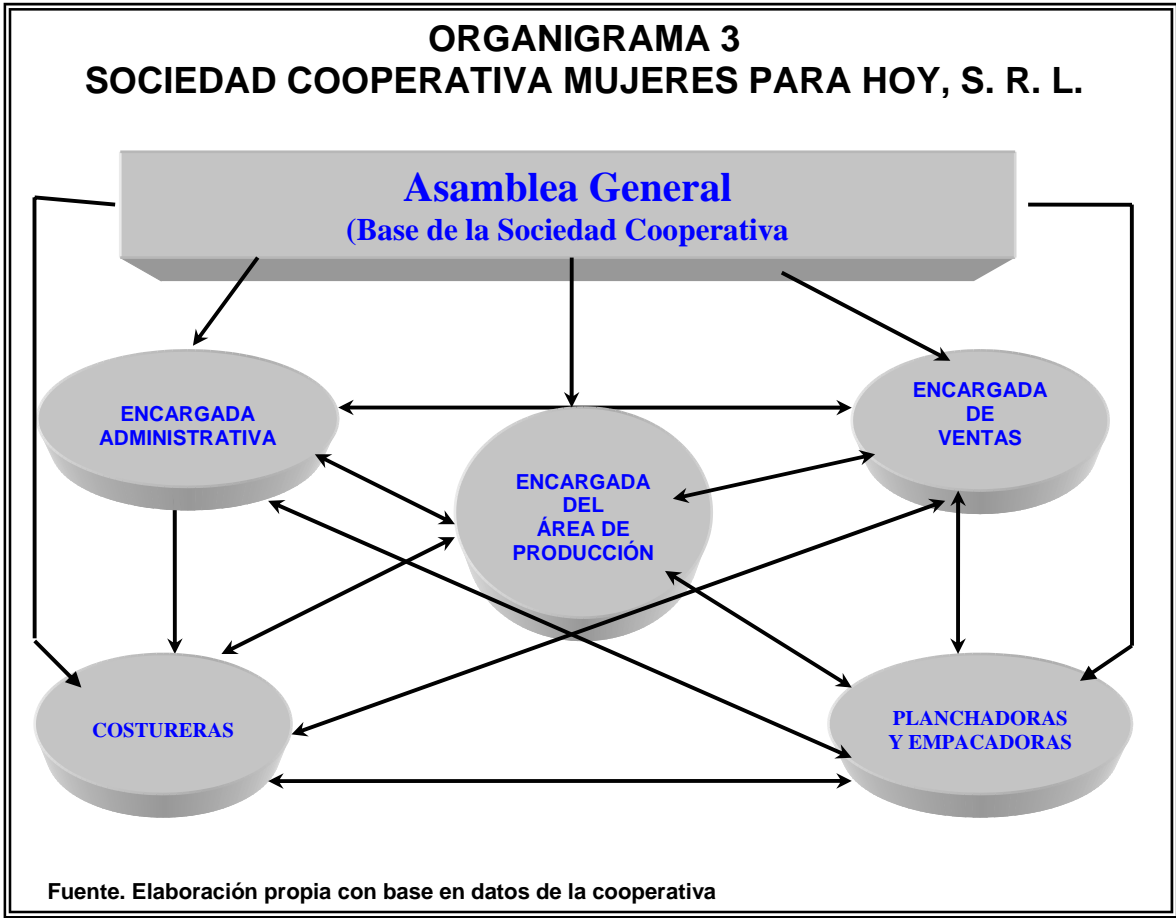 ORGANIGRAMA 3
SOCIEDAD COOPERATIVA MUJERES PARA HOY, S. R. L.
Asamblea General
(Base de la Sociedad Cooperativa
ENCARGADA
ADMINISTRATIVA
ENCARGADA
DE
VENTAS
ENCARGADA
DEL
ÁREA DE
PRODUCCIÓN
COSTURERAS
PLANCHADORAS
Y EMPACADORAS
Fuente. Elaboración propia con base en datos de la cooperativa